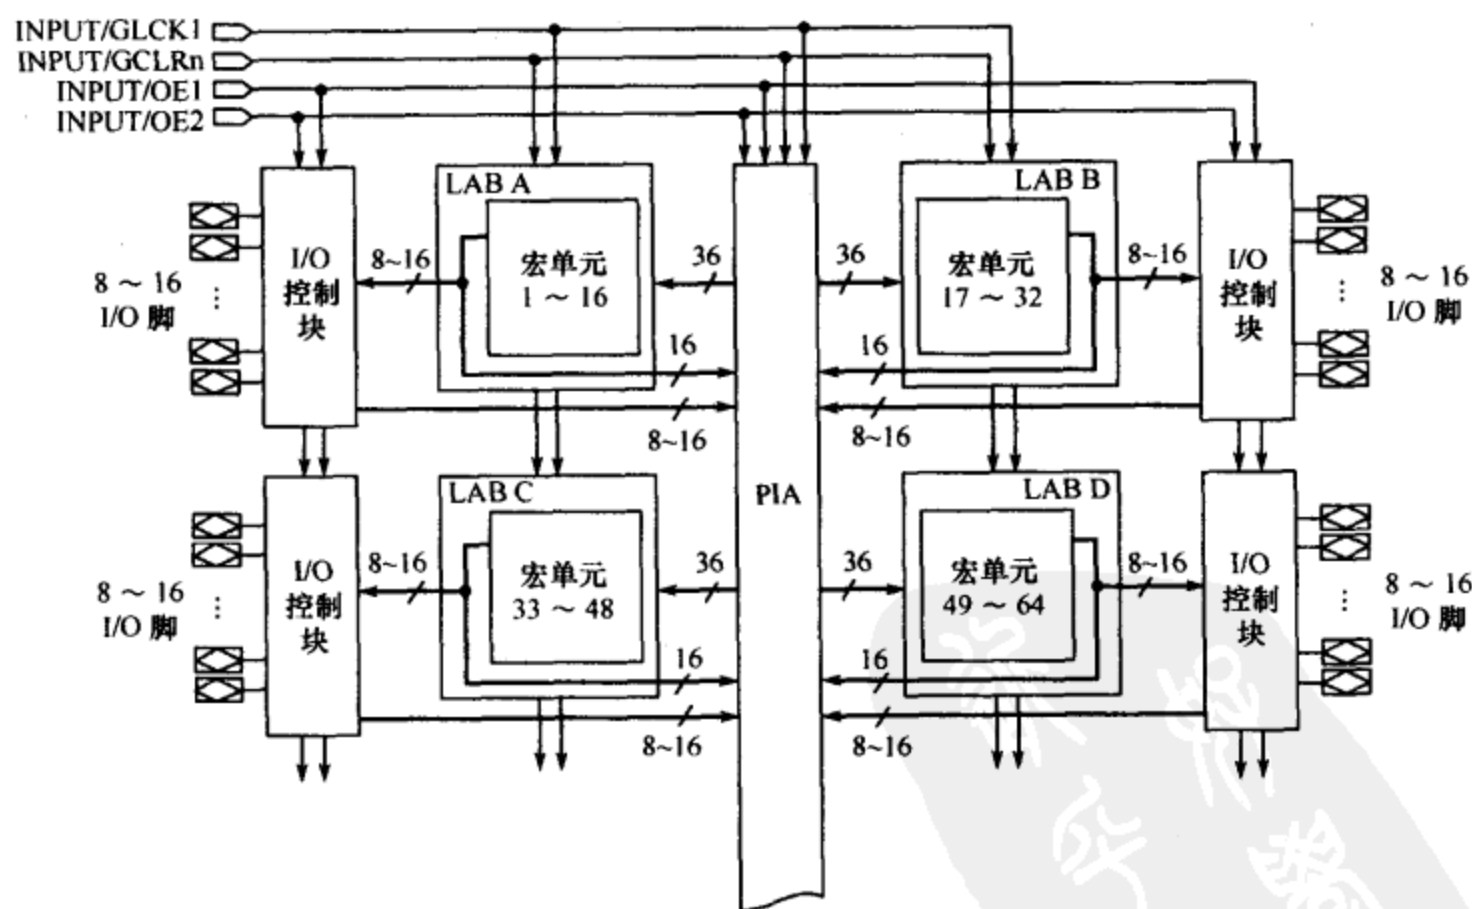 INPUT/GLCK1
INPUT/GCLRn
INPUT/OE1
INPUT/OE2
LAB A
LAB B
8 ~ 16
I/O 脚
I/O
控制
块
8~16
宏单元
1 ~ 16
36
36
宏单元
17 ~ 32
8~16
I/O
控制
块
8 ~ 16
I/O 脚
16
16
8~16
8~16
PIA
LAB C
LAB D
8 ~ 16
I/O 脚
I/O
控制
块
8~16
宏单元
33 ~ 48
36
36
宏单元
49 ~ 64
8~16
I/O
控制
块
8 ~ 16
I/O 脚
16
16
8~16
8~16